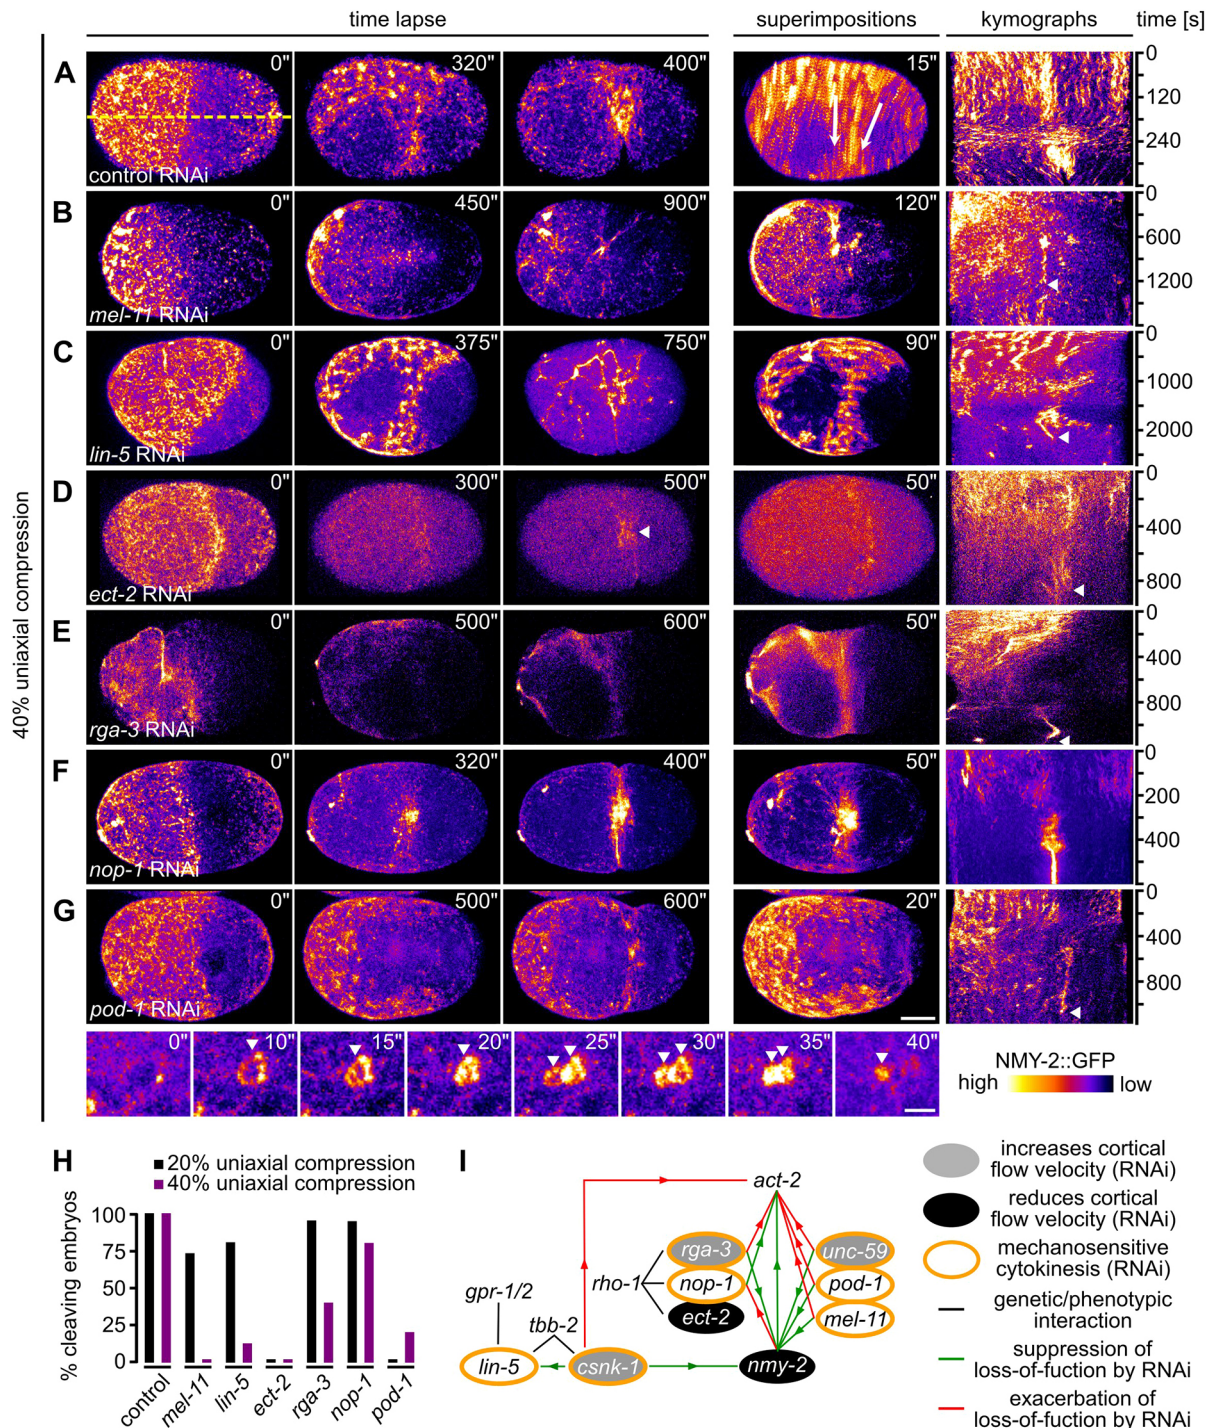 time lapse
superimpositions
kymographs
time [s]
40% uniaxial compression
A
0"
320"
400"
15"
control RNAi
0
120
240
B
0"
450"
900"
120"
mel-11 RNAi
0
600
1200
C
0"
375"
750"
90"
lin-5 RNAi
0
1000
2000
D
0"
300"
500"
50"
ect-2 RNAi
0
400
800
E
0"
500"
600"
50"
rga-3 RNAi
0
400
800
F
0"
320"
400"
50"
nop-1 RNAi
0
200
400
G
0"
500"
600"
20"
pod-1 RNAi
0
400
800
0"
10"
15"
20"
25"
30"
35"
40"
NMY-2::GFP
high
low
H
20% uniaxial compression
40% uniaxial compression
% cleaving embryos
100
75
50
25
0
control
mel-11
lin-5
ect-2
rga-3
nop-1
pod-1
I
act-2
rga-3
unc-59
rho-1
nop-1
pod-1
ect-2
mel-11
gpr-1/2
tbb-2
lin-5
csnk-1
nmy-2
increases cortical
flow velocity (RNAi)
reduces cortical
flow velocity (RNAi)
mechanosensitive
cytokinesis (RNAi)
genetic/phenotypic
interaction
suppression of
loss-of-fuction by RNAi
exacerbation of
loss-of-fuction by RNAi